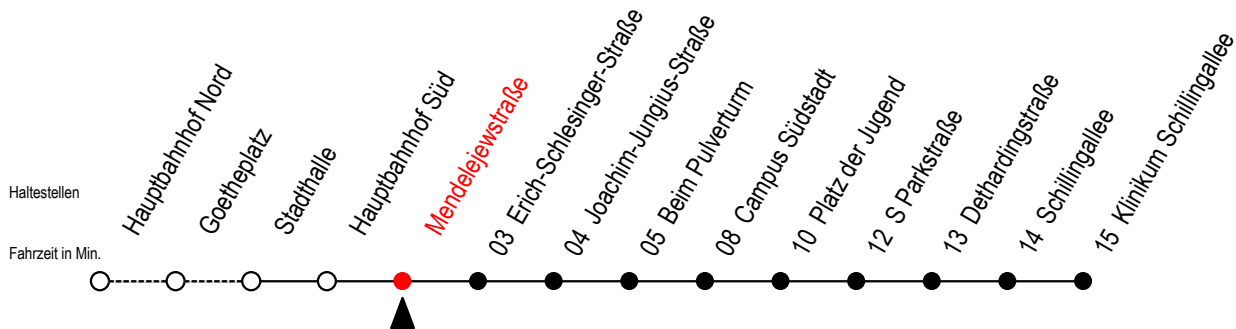 Haltestellen
Fahrzeit in Min.
Hauptbahnhof Nord
Goetheplatz
Stadthalle
Hauptbahnhof Süd
Mendelejewstraße
03 Erich-Schlesinger-Straße
04 Joachim-Jungius-Straße
05 Beim Pulverturm
08 Campus Südstadt
10 Platz der Jugend
12 S Parkstraße
13 Dethardingstraße
14 Schillingallee
15 Klinikum Schillingallee